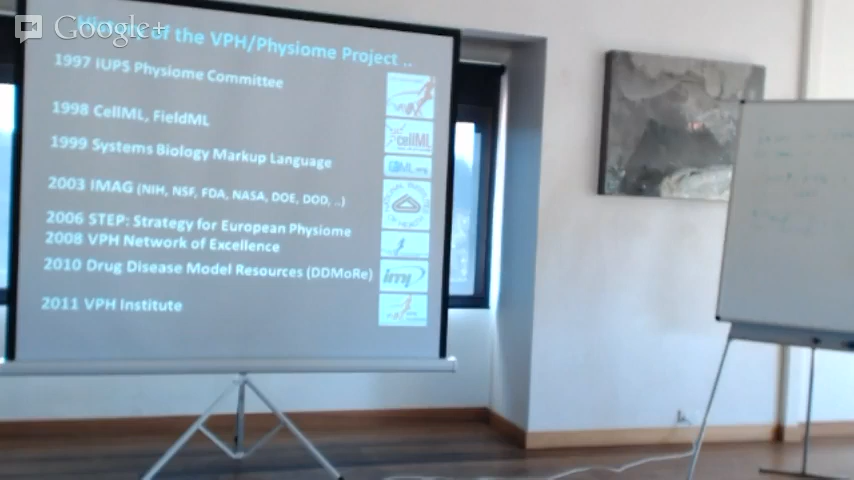 Google+
History of the VPH/Physiome Project ..
1997 IUPS Physiome Committee
1998 CellML, FieldML
1999 Systems Biology Markup Language
2003 IMAG (NIH, NSF, FDA, NASA, DOE, DOD, ..)
2006 STEP: Strategy for European Physiome
2008 VPH Network of Excellence
2010 Drug Disease Model Resources (DDMoRe)
2011 VPH Institute
cellML
imi